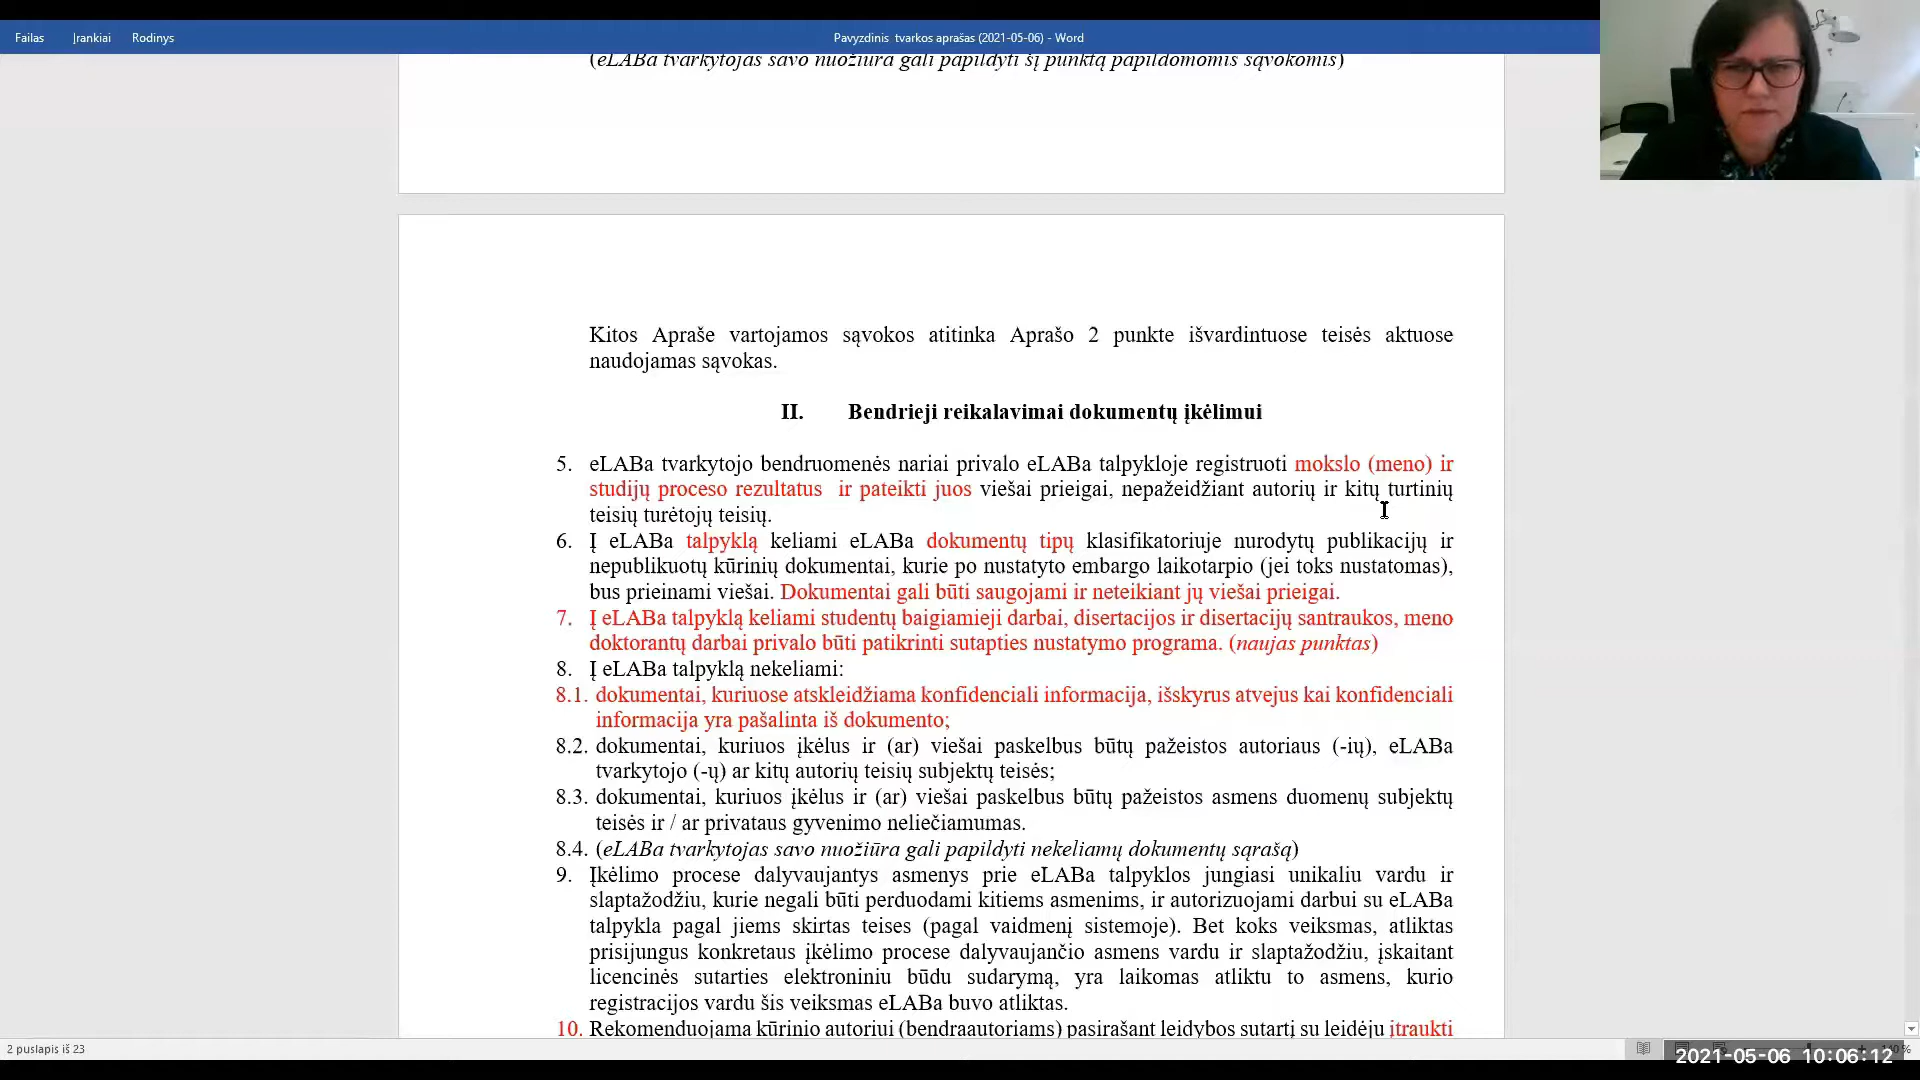 Failas Įrankiai Rodinys Pavyzdinis tvarkos aprašas (2021-05-06) - Word
(eLABa tvarkytojas savo nuožiūra gali papildyti šį punktą papildomomis sąvokomis)
Kitos Apraše vartojamos sąvokos atitinka Aprašo 2 punkte išvardintuose teisės aktuose
naudojamas sąvokas.
II. Bendrieji reikalavimai dokumentų įkėlimui
5. eLABa tvarkytojo bendruomenės nariai privalo eLABa talpykloje registruoti mokslo (meno) ir
studijų proceso rezultatus ir pateikti juos viešai prieigai, nepažeidžiant autorių ir kitų turtinių
teisių turėtojų teisių.
6. Į eLABa talpyklą keliami eLABa dokumentų tipų klasifikatoriuje nurodytų publikacijų ir
nepublikuotų kūrinių dokumentai, kurie po nustatyto embargo laikotarpio (jei toks nustatomas),
bus prieinami viešai. Dokumentai gali būti saugojami ir neteikiant jų viešai prieigai.
7. Į eLABa talpyklą keliami studentų baigiamieji darbai, disertacijos ir disertacijų santraukos, meno
doktorantų darbai privalo būti patikrinti sutapties nustatymo programa. (naujas punktas)
8. Į eLABa talpyklą nekeliami:
8.1. dokumentai, kuriuose atskleidžiama konfidenciali informacija, išskyrus atvejus kai konfidenciali
informacija yra pašalinta iš dokumento;
8.2. dokumentai, kuriuos įkėlus ir (ar) viešai paskelbus būtų pažeistos autoriaus (-ių), eLABa
tvarkytojo (-ų) ar kitų autorių teisių subjektų teisės;
8.3. dokumentai, kuriuos įkėlus ir (ar) viešai paskelbus būtų pažeistos asmens duomenų subjektų
teisės ir / ar privataus gyvenimo neliečiamumas.
8.4. (eLABa tvarkytojas savo nuožiūra gali papildyti nekeliamų dokumentų sąrašą)
9. Įkėlimo procese dalyvaujantys asmenys prie eLABa talpyklos jungiasi unikaliu vardu ir
slaptažodžiu, kurie negali būti perduodami kitiems asmenims, ir autorizuojami darbui su eLABa
talpykla pagal jiems skirtas teises (pagal vaidmenį sistemoje). Bet koks veiksmas, atliktas
prisijungus konkretaus įkėlimo procese dalyvaujančio asmens vardu ir slaptažodžiu, įskaitant
licencinės sutarties elektroniniu būdu sudarymą, yra laikomas atliktu to asmens, kurio
registracijos vardu šis veiksmas eLABa buvo atliktas.
10. Rekomenduojama kūrinio autoriui (bendraautoriams) pasirašant leidybos sutartį su leidėju įtraukti
2 puslapis iš 23
2021-05-06 10:06:12